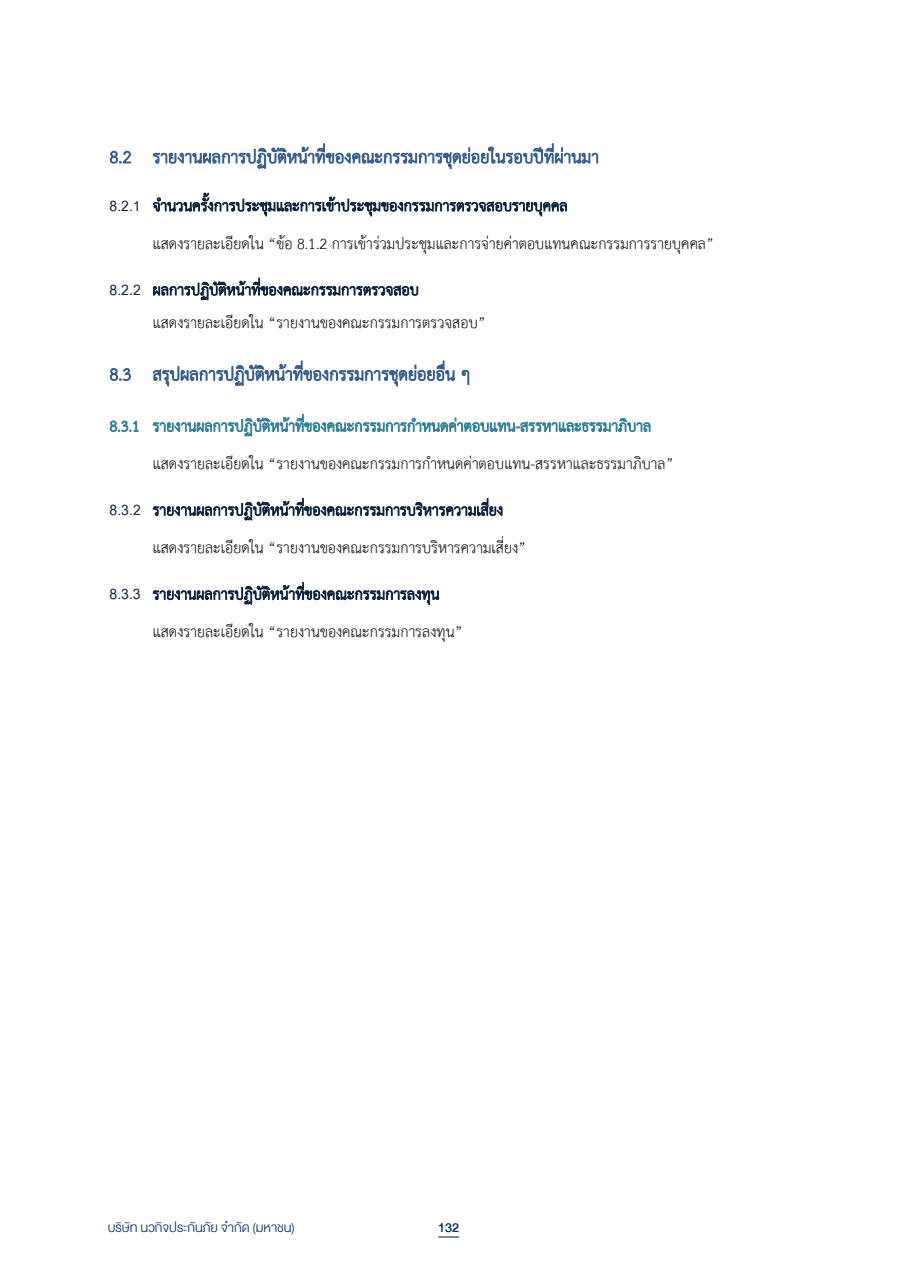 8.2 รายงานผลการปฏิบัติหน้าที่ของคณะกรรมการชุดย่อยในรอบปีที่ผ่านมา
8.2.1 จำนวนครั้งการประชุมและการเข้าประชุมของกรรมการตรวจสอบรายบุคคล
แสดงรายละเอียดใน “ข้อ 8.1.2 การเข้าร่วมประชุมและการจ่ายค่าตอบแทนคณะกรรมการรายบุคคล”
8.2.2 ผลการปฏิบัติหน้าที่ของคณะกรรมการตรวจสอบ
แสดงรายละเอียดใน “รายงานของคณะกรรมการตรวจสอบ”
8.3 สรุปผลการปฏิบัติหน้าที่ของกรรมการชุดย่อยอื่น ๆ
8.3.1 รายงานผลการปฏิบัติหน้าที่ของคณะกรรมการกำหนดค่าตอบแทน-สรรหาและธรรมาภิบาล
แสดงรายละเอียดใน “รายงานของคณะกรรมการกำหนดค่าตอบแทน-สรรหาและธรรมาภิบาล”
8.3.2 รายงานผลการปฏิบัติหน้าที่ของคณะกรรมการบริหารความเสี่ยง
แสดงรายละเอียดใน “รายงานของคณะกรรมการบริหารความเสี่ยง”
8.3.3 รายงานผลการปฏิบัติหน้าที่ของคณะกรรมการลงทุน
แสดงรายละเอียดใน “รายงานของคณะกรรมการลงทุน”
บริษัท นวกิจประกันภัย จำกัด (มหาชน) 132